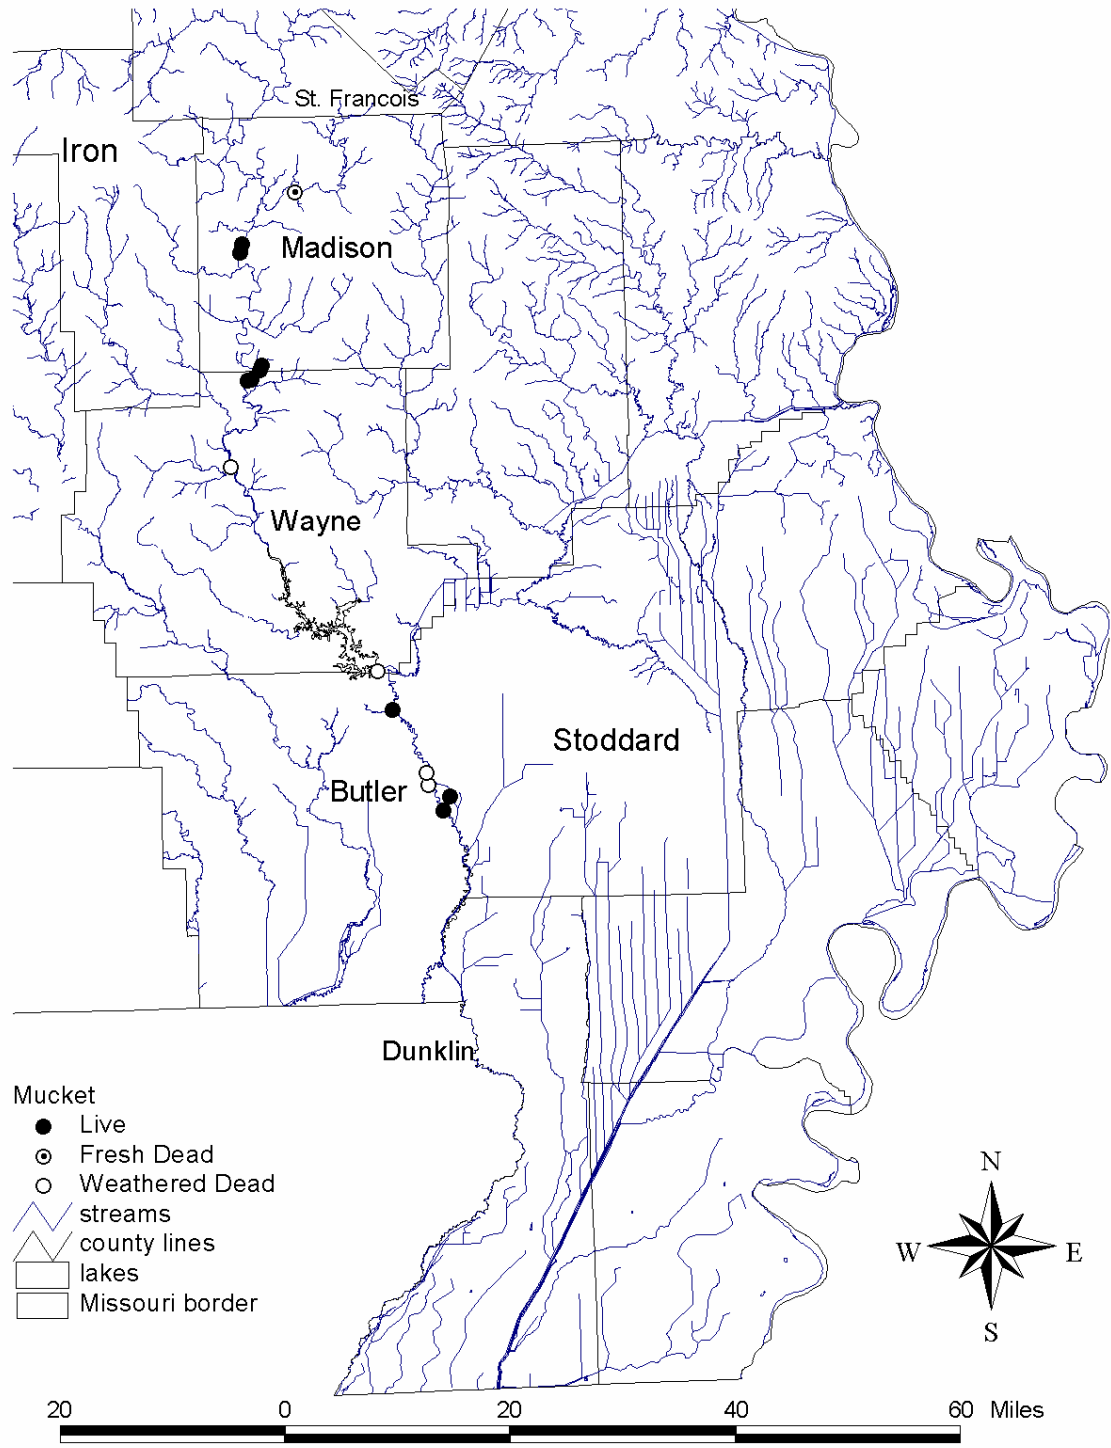 St. Francois
Iron
Madison
Wayne
Stoddard
Butler
Dunklin
Mucket
Live
Fresh Dead
Weathered Dead
streams
county lines
lakes
Missouri border
N
W E
S
20 0 20 40 60 Miles